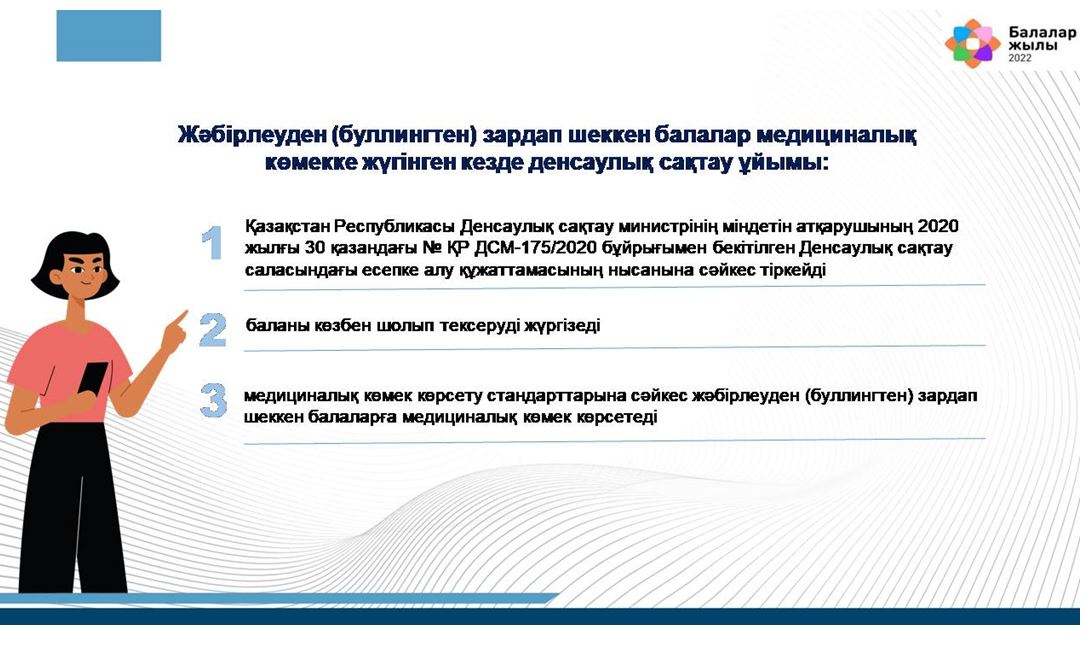 Балалар
жылы
2022
Жәбірлеуден (буллингтен) зардап шеккен балалар медициналық
көмекке жүгінген кезде денсаулық сақтау ұйымы:
1
Қазақстан Республикасы Денсаулық сақтау министрінің міндетін атқарушының 2020
жылғы 30 қазандағы № ҚР ДСМ-175/2020 бұйрығымен бекітілген Денсаулық сақтау
саласындағы есепке алу құжаттамасының нысанына сәйкес тіркейді
2
баланы көзбен шолып тексеруді жүргізеді
3
медициналық көмек көрсету стандарттарына сәйкес жәбірлеуден (буллингтен) зардап
шеккен балаларға медициналық көмек көрсетеді